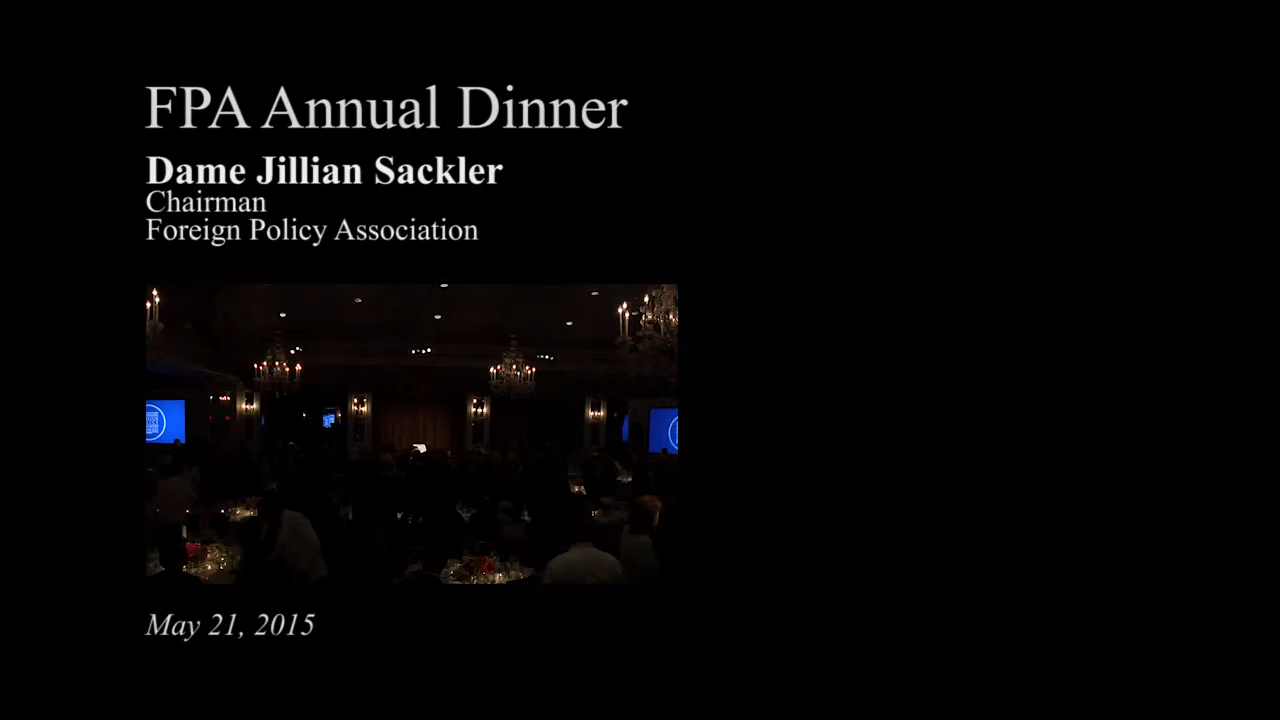 FPA Annual Dinner
Dame Jillian Sackler
Chairman
Foreign Policy Association
May 21, 2015